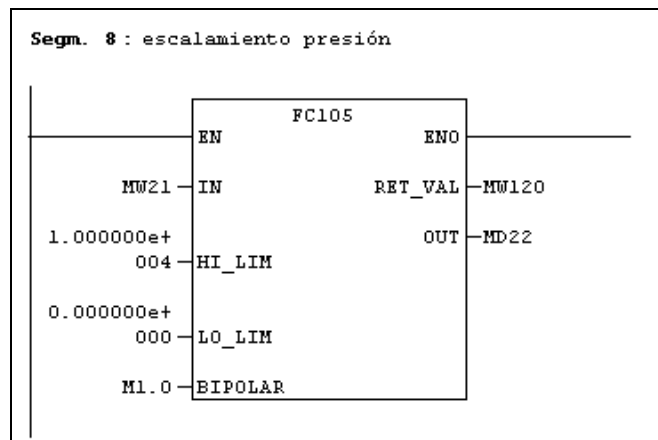 Segm. 8 : escalamiento presión
FC105
EN ENO
MW21 IN RET_VAL MW120
1.000000e+ OUT MD22
004 HI_LIM
0.000000e+
000 LO_LIM
M1.0 BIPOLAR